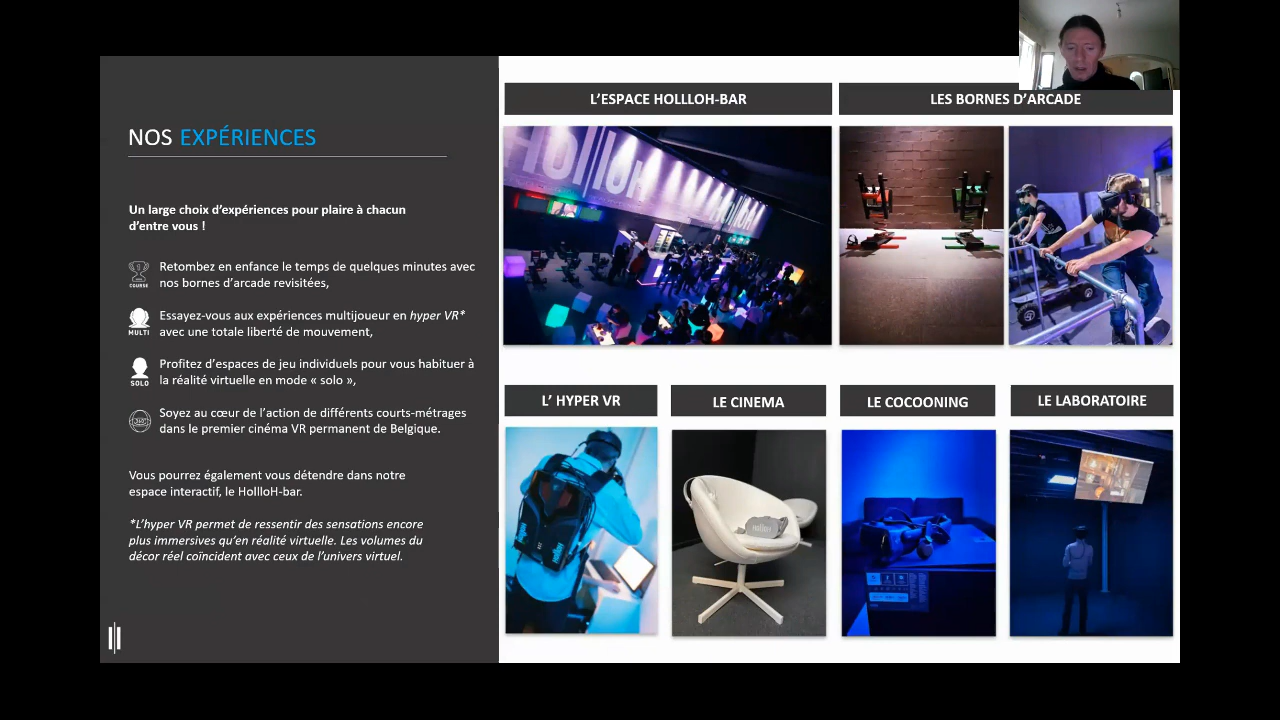 NOS EXPÉRIENCES
Un large choix d'expériences pour plaire à chacun
d'entre vous !
COURSE
Retombez en enfance le temps de quelques minutes avec
nos bornes d'arcade revisitées,
MULTI
Essayez-vous aux expériences multijoueur en hyper VR*
avec une totale liberté de mouvement,
SOLO
Profitez d'espaces de jeu individuels pour vous habituer à
la réalité virtuelle en mode « solo »,
Soyez au cœur de l'action de différents courts-métrages
dans le premier cinéma VR permanent de Belgique.
Vous pourrez également vous détendre dans notre
espace interactif, le HollloH-bar.
*L'hyper VR permet de ressentir des sensations encore
plus immersives qu'en réalité virtuelle. Les volumes du
décor réel coïncident avec ceux de l'univers virtuel.
L'ESPACE HOLLLOH-BAR
LES BORNES D'ARCADE
HollloH
L' HYPER VR
LE CINEMA
LE COCOONING
LE LABORATOIRE